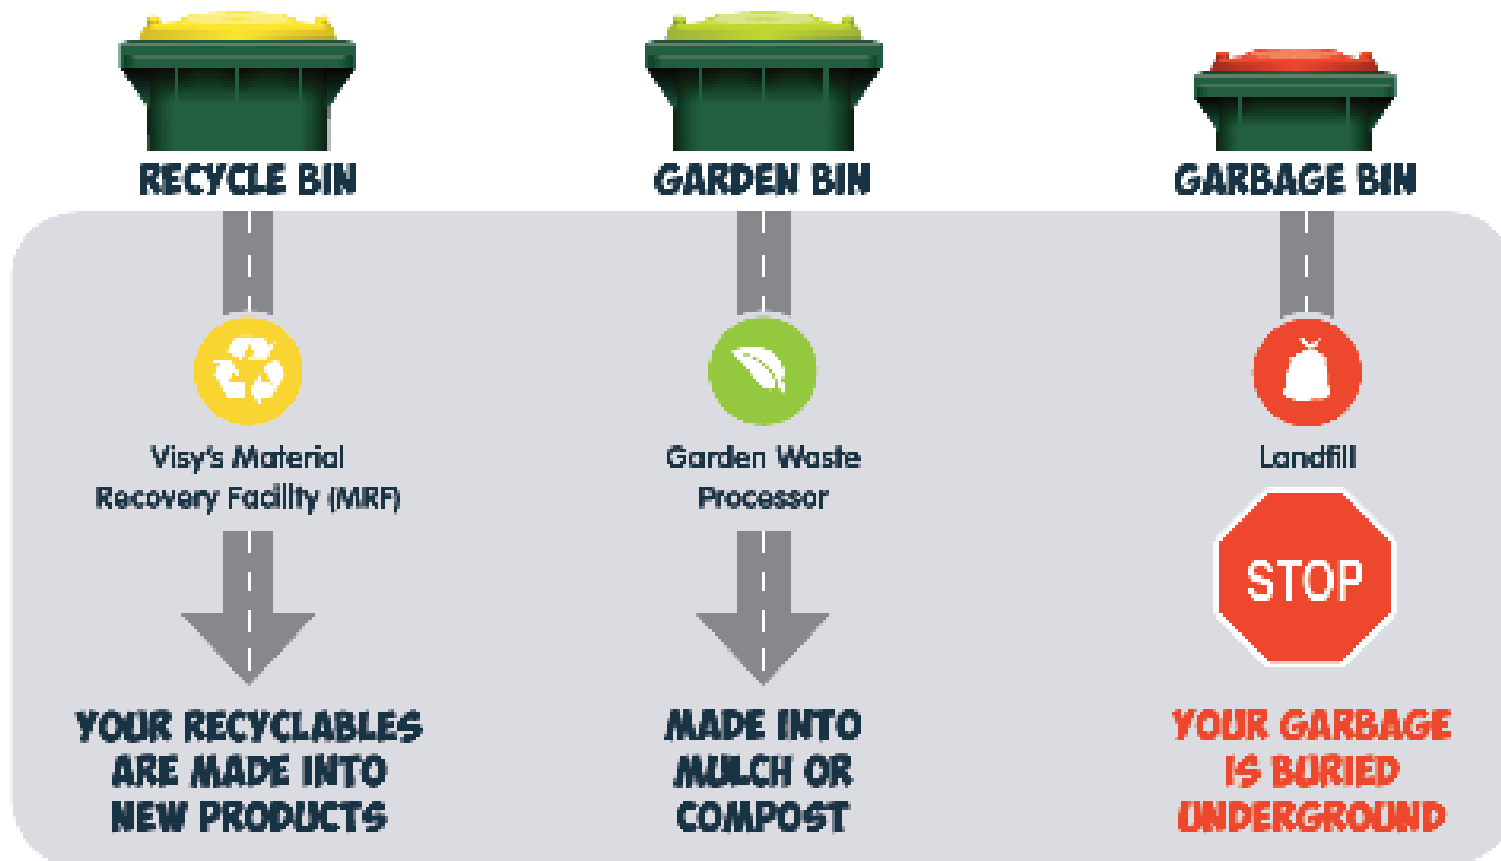 RECYCLE BIN
GARDEN BIN
GARBAGE BIN
Visy's Material
Recovery Facility (MRF)
Garden Waste
Processor
Landfill
STOP
YOUR RECYCLABLES
ARE MADE INTO
NEW PRODUCTS
MADE INTO
MULCH OR
COMPOST
YOUR GARBAGE
IS BURIED
UNDERGROUND